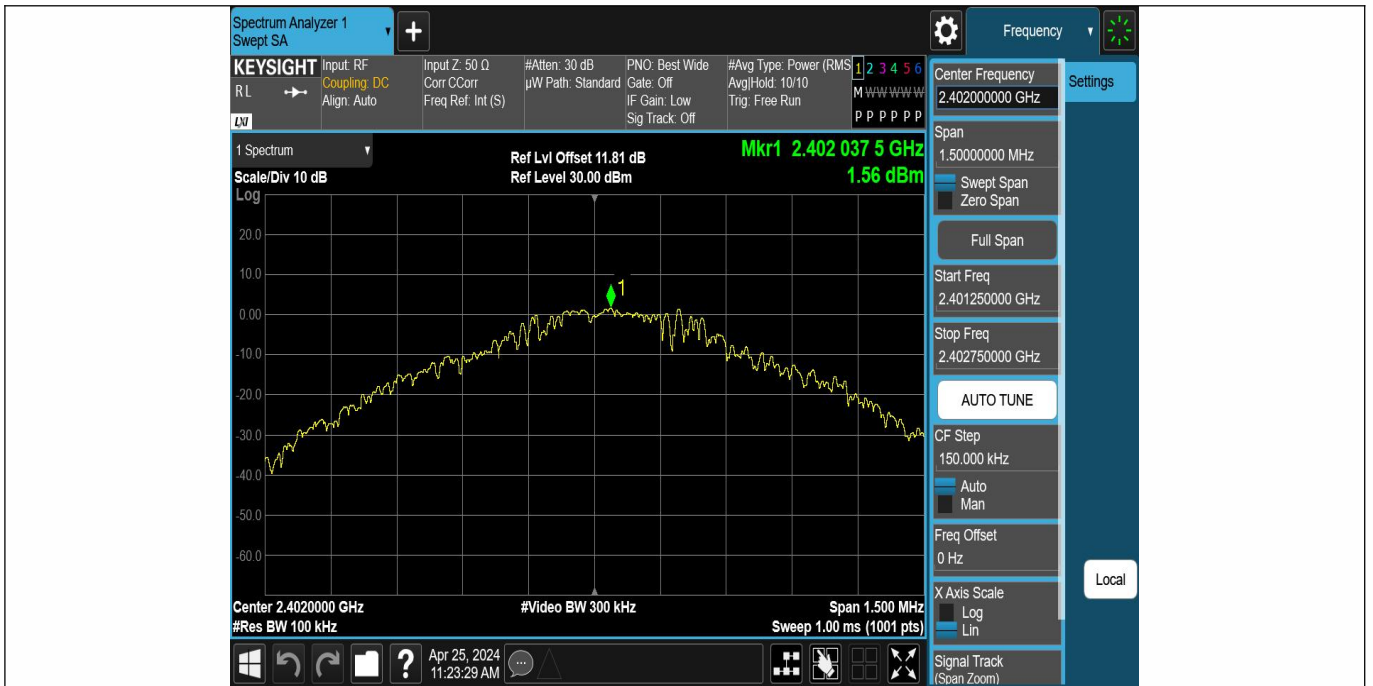 Spectrum Analyzer 1
Swept SA
+
Frequency
KEYSIGHT
RL
LXI
Input: RF
Coupling: DC
Align: Auto
Input Z: 50 Ω
Corr CCorr
Freq Ref: Int (S)
#Atten: 30 dB
µW Path: Standard
PNO: Best Wide
Gate: Off
IF Gain: Low
Sig Track: Off
#Avg Type: Power (RMS
Avg|Hold: 10/10
Trig: Free Run
1 2 3 4 5 6
M W W W W W
P P P P P P
1 Spectrum
Scale/Div 10 dB
Log
Ref Lvl Offset 11.81 dB
Ref Level 30.00 dBm
Mkr1 2.402 037 5 GHz
1.56 dBm
20.0
10.0
0.00
-10.0
-20.0
-30.0
-40.0
-50.0
-60.0
1
Center 2.4020000 GHz
#Res BW 100 kHz
#Video BW 300 kHz
Span 1.500 MHz
Sweep 1.00 ms (1001 pts)
?
Apr 25, 2024
11:23:29 AM
Center Frequency
2.402000000 GHz
Settings
Span
1.50000000 MHz
Swept Span
Zero Span
Full Span
Start Freq
2.401250000 GHz
Stop Freq
2.402750000 GHz
AUTO TUNE
CF Step
150.000 kHz
Auto
Man
Freq Offset
0 Hz
X Axis Scale
Log
Lin
Signal Track
(Span Zoom)
Local